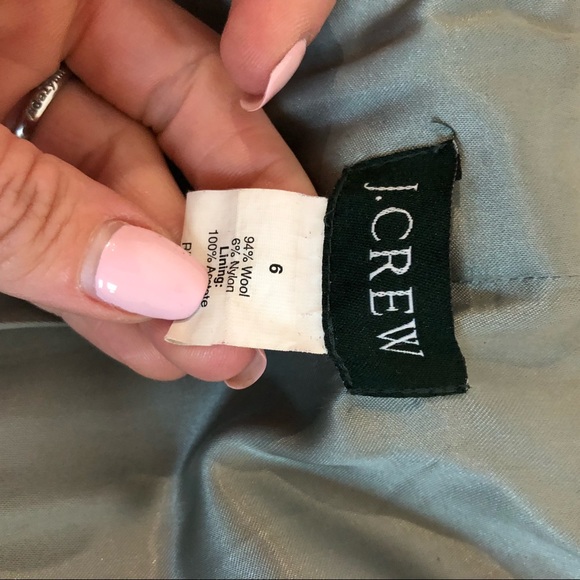 J.CREW
6
94% Wool
6% Nylon
Lining:
100% Acetate